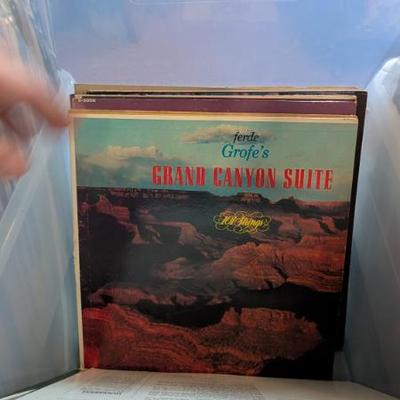 ferde
Grofe's
GRAND CANYON SUITE
101 Strings